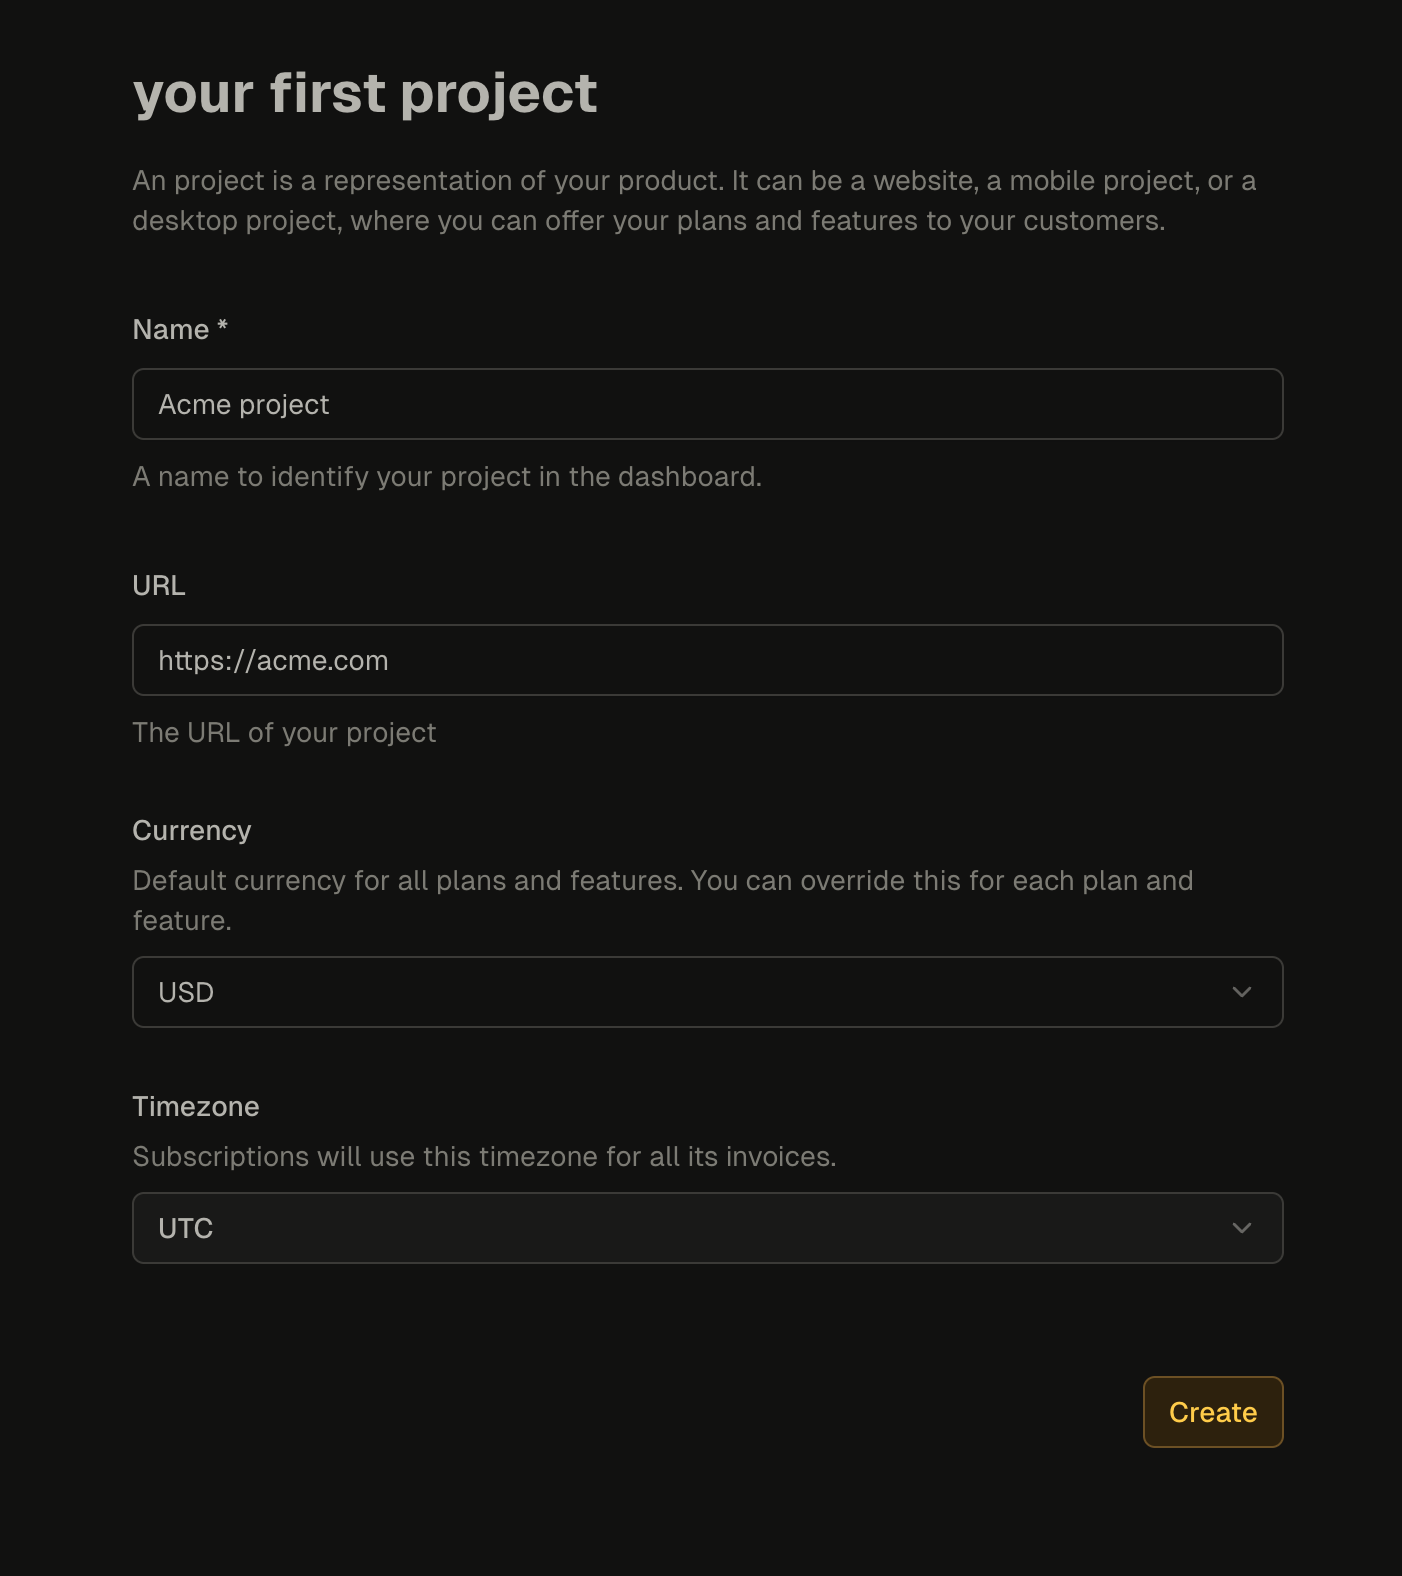 your first project
An project is a representation of your product. It can be a website, a mobile project, or a
desktop project, where you can offer your plans and features to your customers.
Name *
Acme project
A name to identify your project in the dashboard.
URL
https://acme.com
The URL of your project
Currency
Default currency for all plans and features. You can override this for each plan and
feature.
USD
Timezone
Subscriptions will use this timezone for all its invoices.
UTC
Create